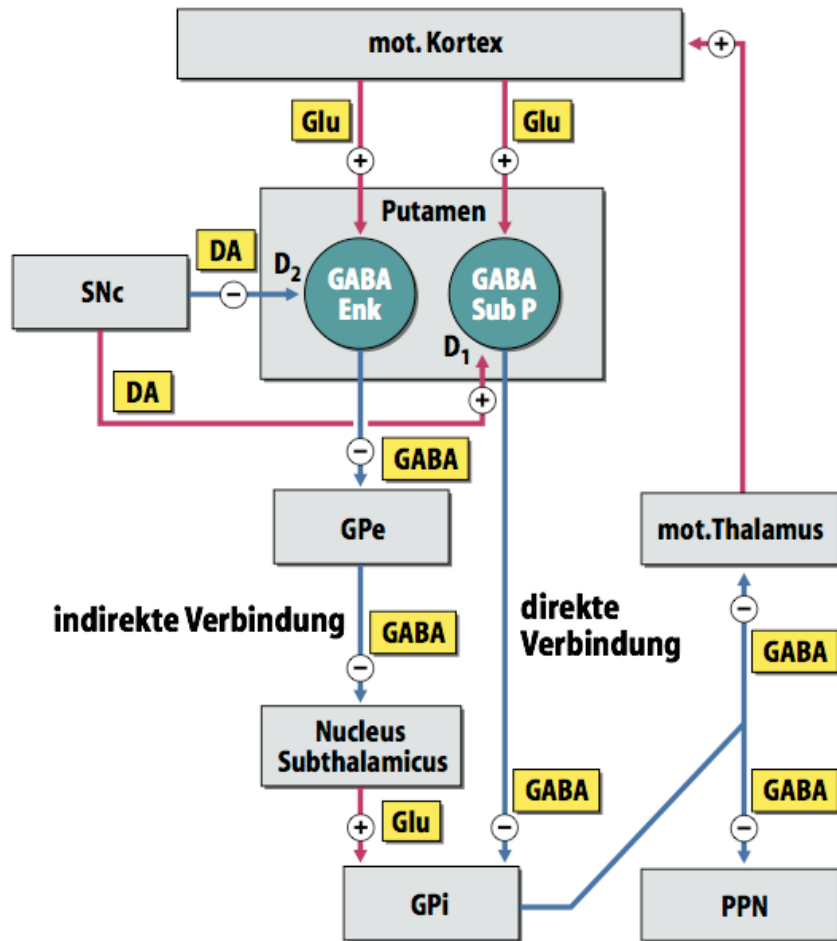 mot. Kortex
+
Glu
Glu
+
+
Putamen
DA
D₂
GABA
Enk
GABA
Sub P
SNc
−
D₁
DA
+
−
GABA
GPe
mot.Thalamus
indirekte Verbindung
direkte
Verbindung
−
GABA
GABA
−
Nucleus
Subthalamicus
GABA
GABA
+
Glu
−
−
GPi
PPN